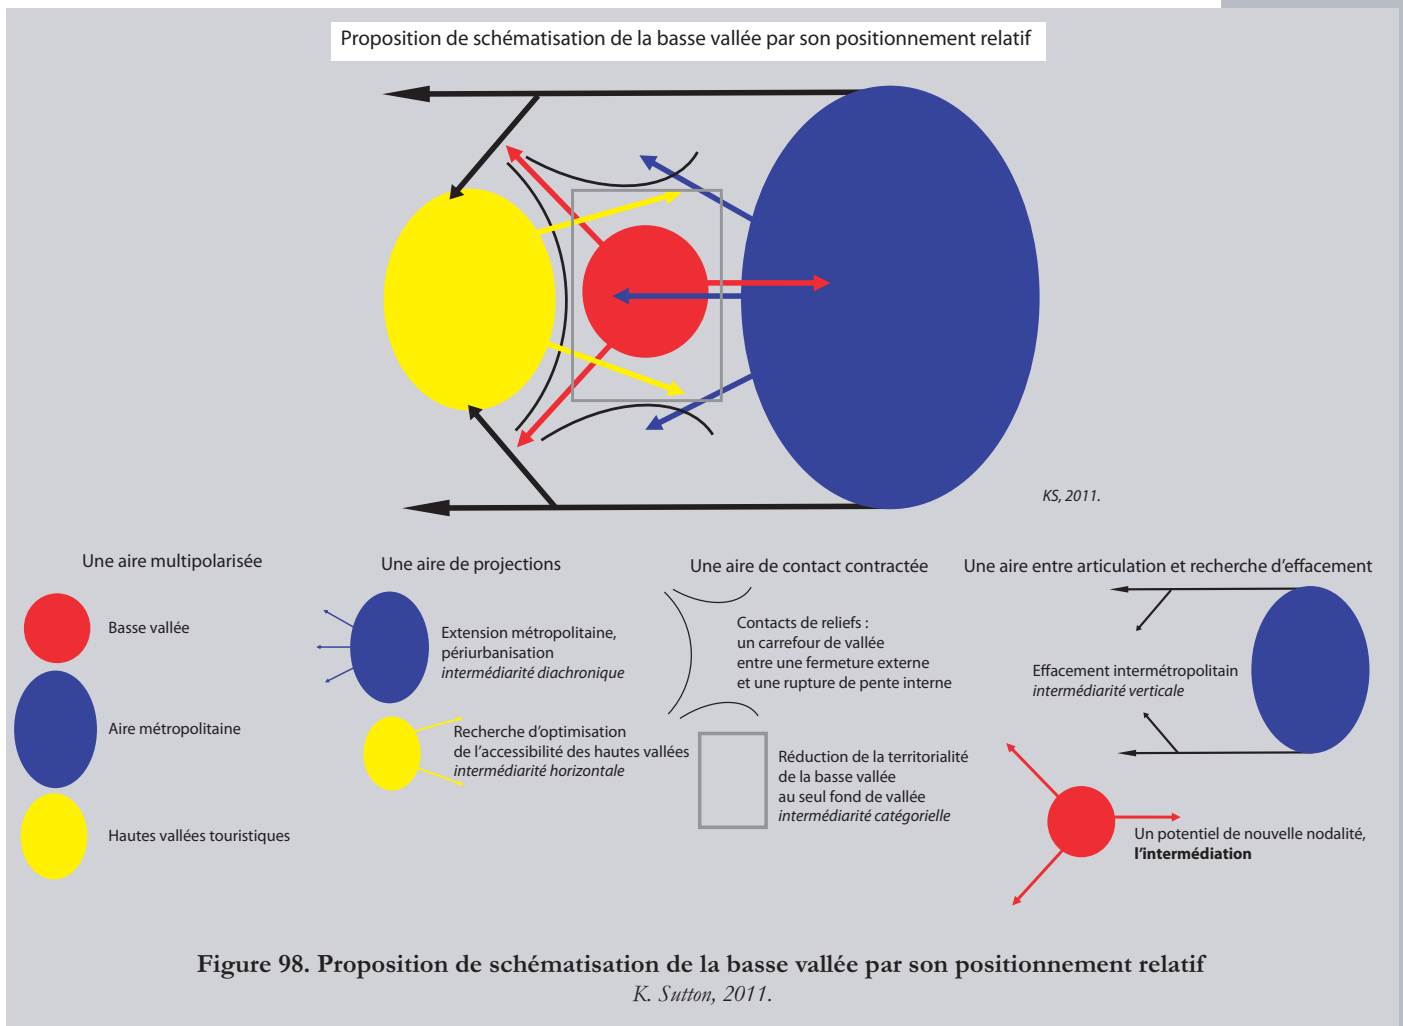 Proposition de schématisation de la basse vallée par son positionnement relatif
KS, 2011.
Une aire multipolarisée
Basse vallée
Aire métropolitaine
Hautes vallées touristiques
Une aire de projections
Extension métropolitaine,
périurbanisation
intermédiarité diachronique
Recherche d'optimisation
de l'accessibilité des hautes vallées
intermédiarité horizontale
Une aire de contact contractée
Contacts de reliefs :
un carrefour de vallée
entre une fermeture externe
et une rupture de pente interne
Réduction de la territorialité
de la basse vallée
au seul fond de vallée
intermédiarité catégorielle
Une aire entre articulation et recherche d'effacement
Effacement intermétropolitain
intermédiarité verticale
Un potentiel de nouvelle nodalité,
l'intermédiation
Figure 98. Proposition de schématisation de la basse vallée par son positionnement relatif
K. Sutton, 2011.